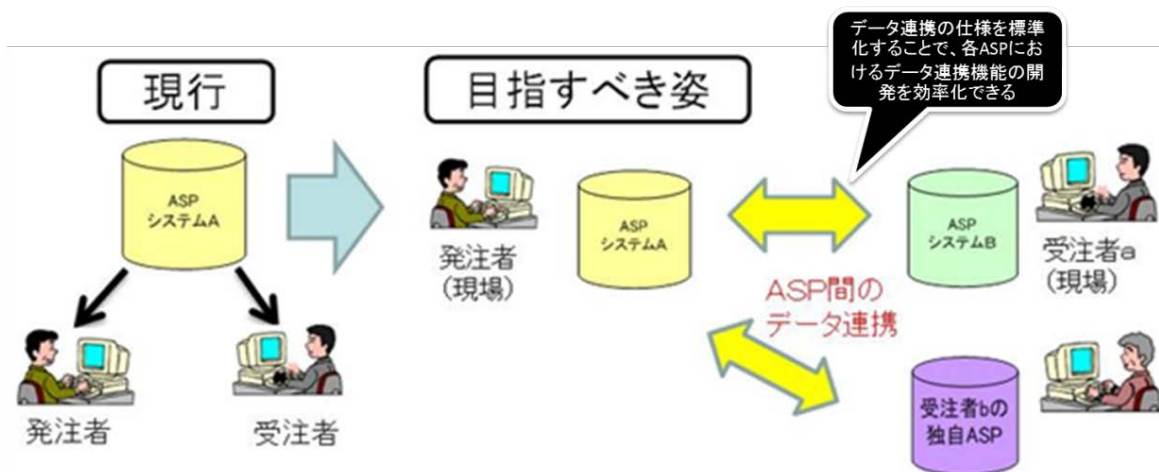 データ連携の仕様を標準
化することで、各ASPにお
けるデータ連携機能の開
発を効率化できる
現行
目指すべき姿
ASP
システムA
発注者
受注者
発注者
(現場)
ASP
システムA
ASP間の
データ連携
ASP
システムB
受注者a
(現場)
受注者bの
独自ASP